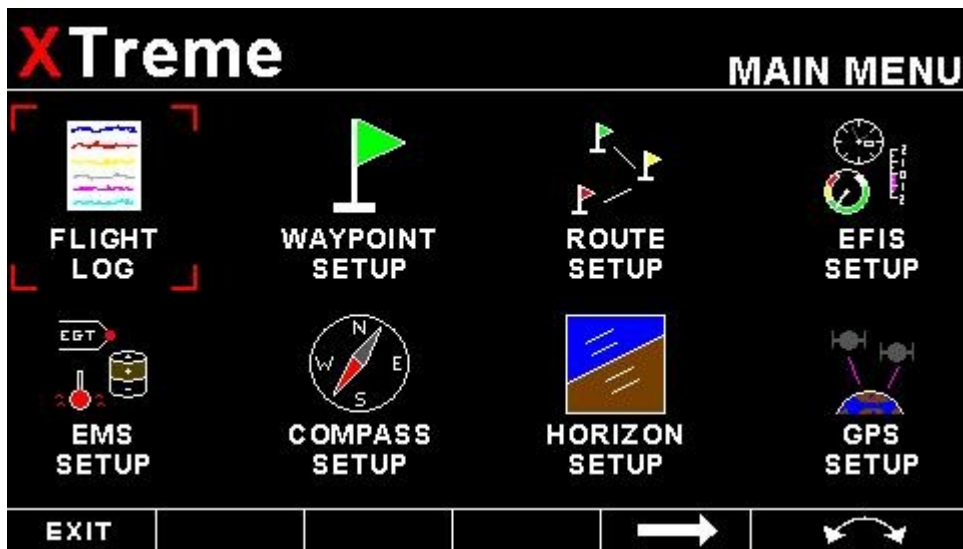 XTreme
MAIN MENU
FLIGHT
LOG
WAYPOINT
SETUP
ROUTE
SETUP
EFIS
SETUP
EGT
EMS
SETUP
N
W E
S
COMPASS
SETUP
HORIZON
SETUP
GPS
SETUP
EXIT